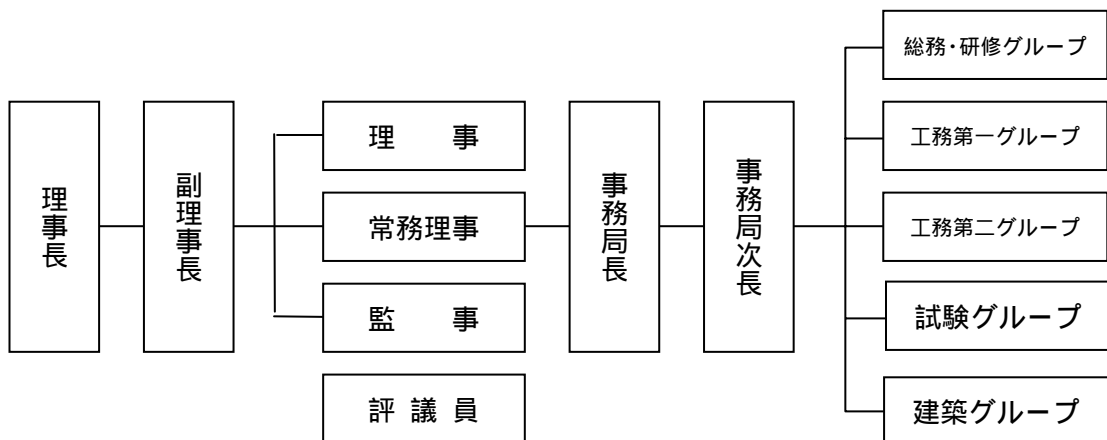 理事長
副理事長
理　　事
常務理事
監　　事
評 議 員
事務局長
事務局次長
総務・研修グループ
工務第一グループ
工務第二グループ
試験グループ
建築グループ